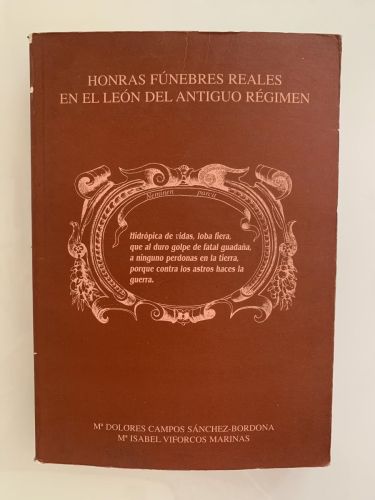 HONRAS FÚNEBRES REALES
EN EL LEÓN DEL ANTIGUO RÉGIMEN
Neminen parcit
Hidrópica de vidas, loba fiera,
que al duro golpe de fatal guadaña,
a ninguno perdonas en la tierra,
porque contra los astros haces la
guerra.
Mª DOLORES CAMPOS SÁNCHEZ-BORDONA
Mª ISABEL VIFORCOS MARINAS